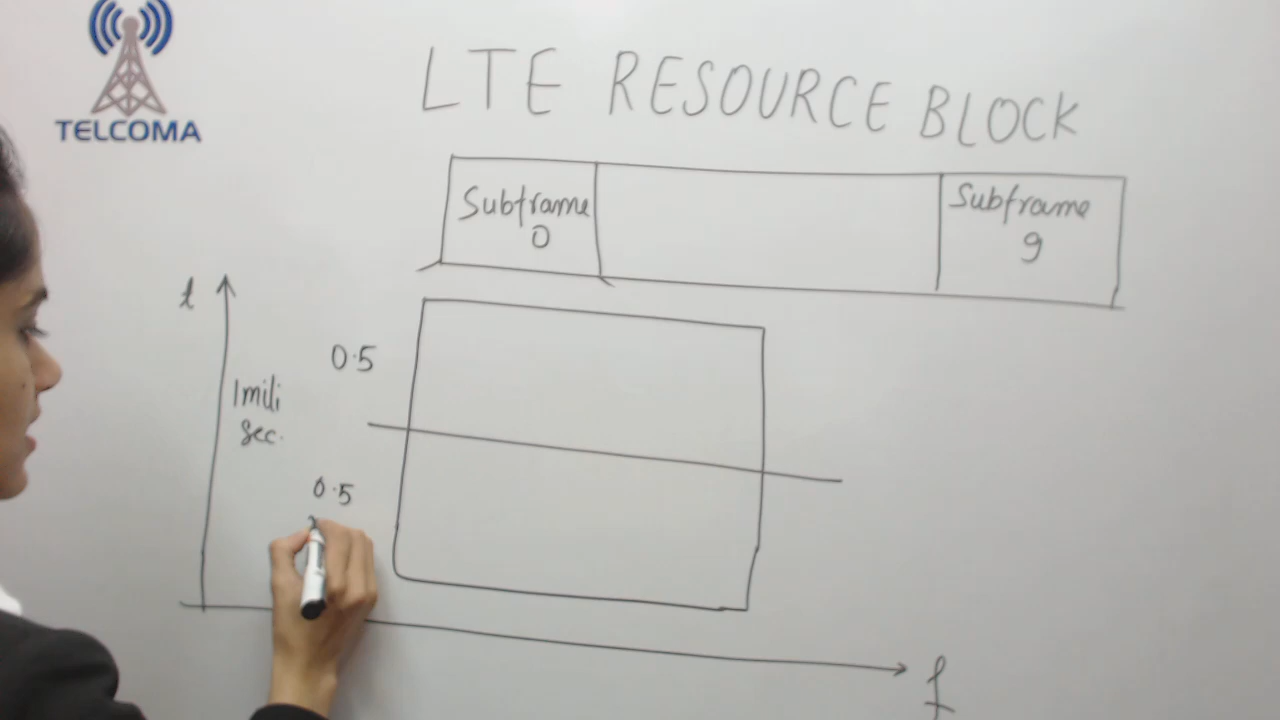 TELCOMA
LTE RESOURCE BLOCK
Subframe
0
Subframe
9
t
1mili
sec.
0.5
0.5
f